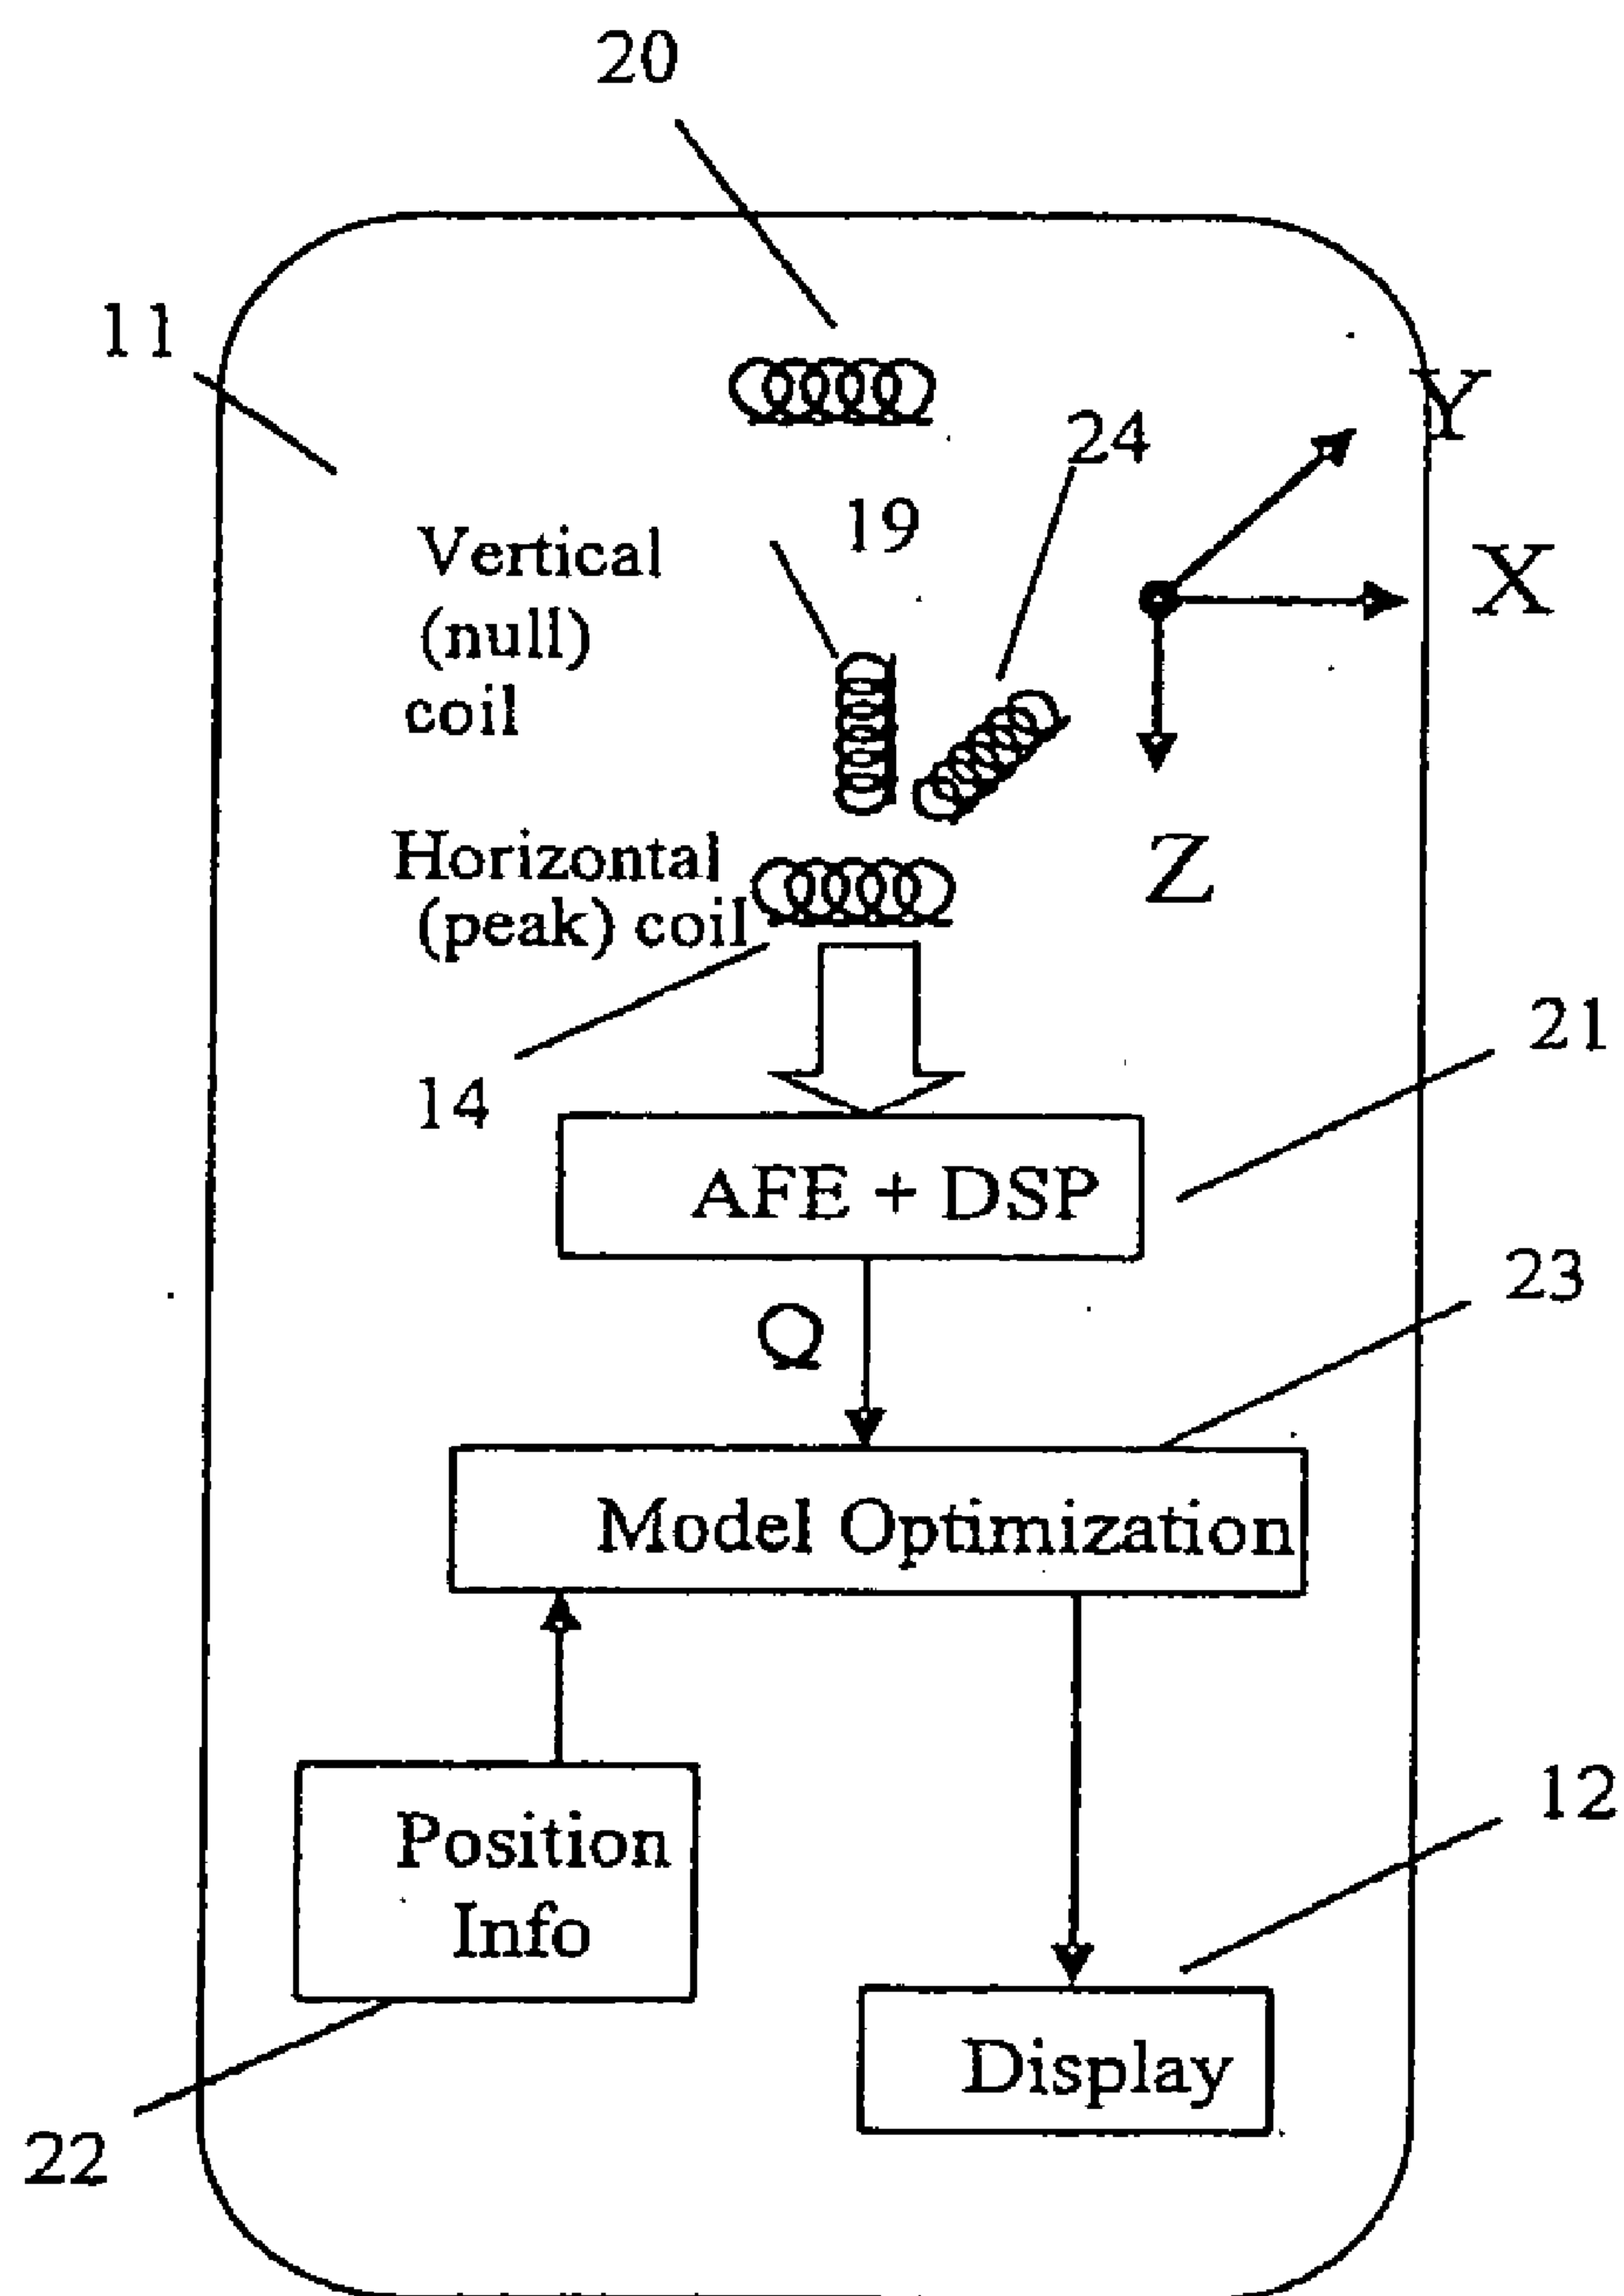 20
11
Y
24
19
Vertical
(null)
coil
X
Z
Horizontal
(peak) coil
14
21
AFE + DSP
23
Q
Model Optimization
Position
Info
12
Display
22